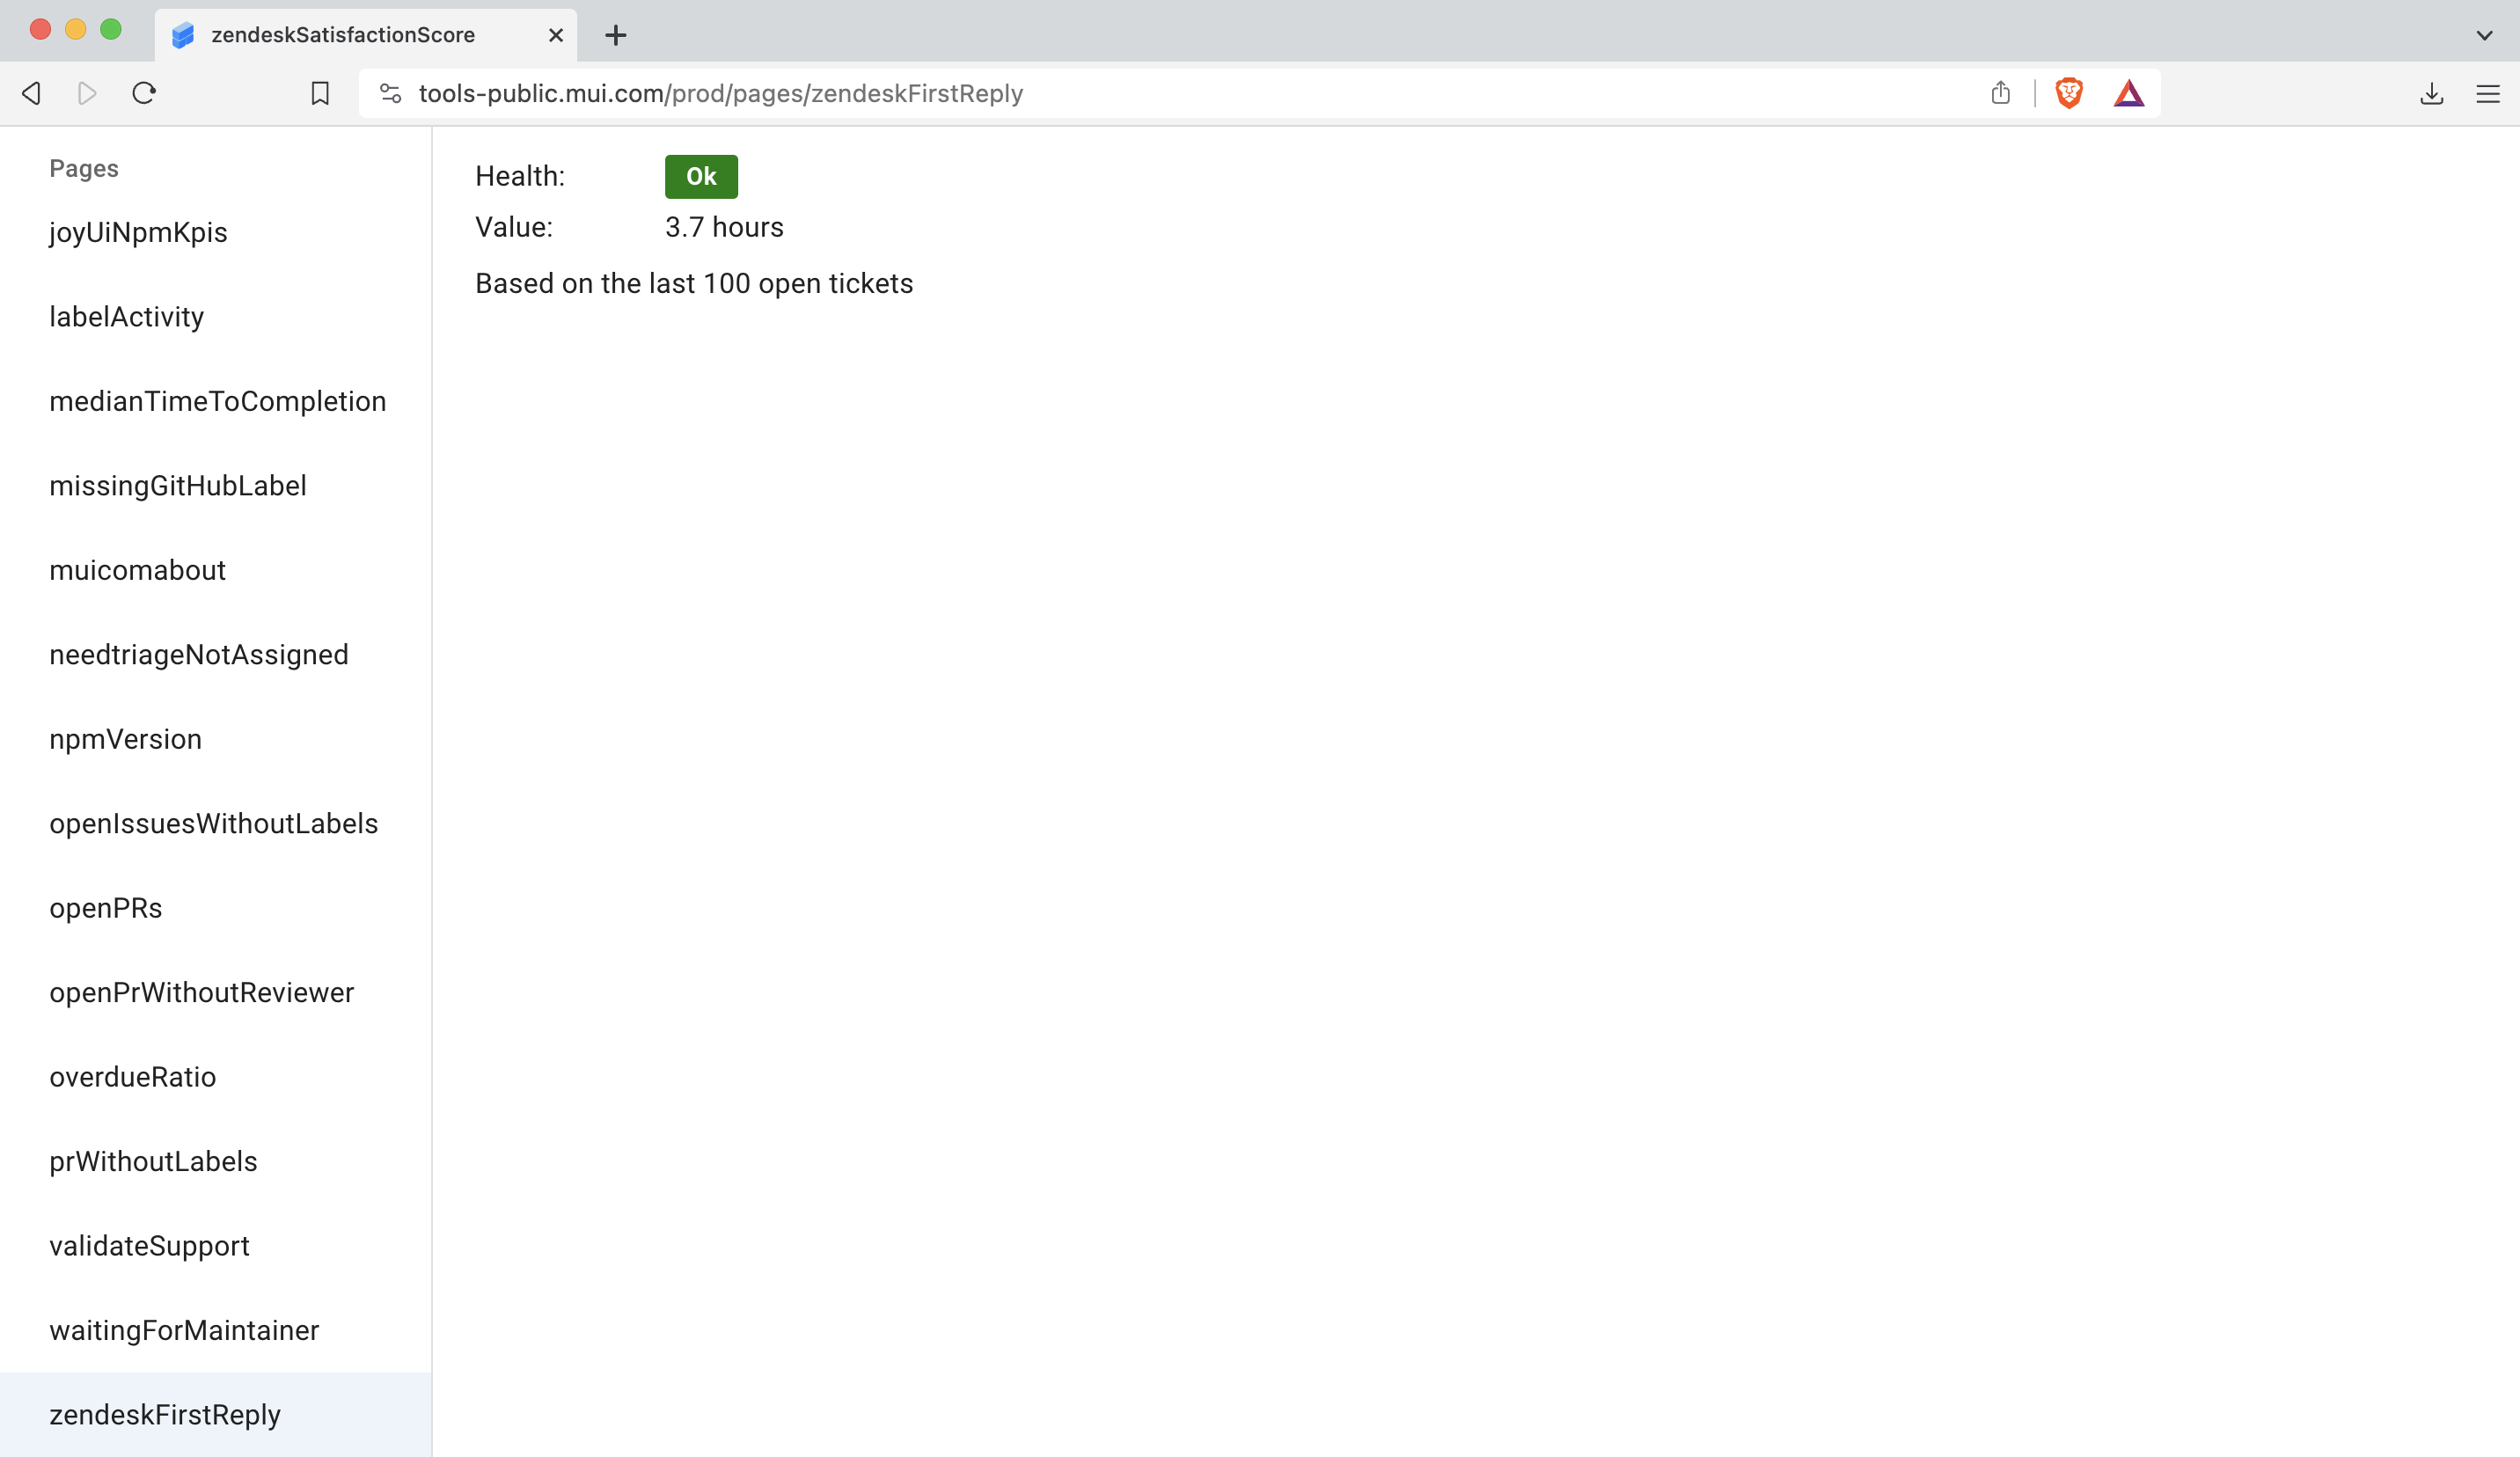 zendeskSatisfactionScore
tools-public.mui.com/prod/pages/zendeskFirstReply
Pages
joyUiNpmKpis
labelActivity
medianTimeToCompletion
missingGitHubLabel
muicomabout
needtriageNotAssigned
npmVersion
openIssuesWithoutLabels
openPRs
openPrWithoutReviewer
overdueRatio
prWithoutLabels
validateSupport
waitingForMaintainer
zendeskFirstReply
Health: Ok
Value: 3.7 hours
Based on the last 100 open tickets